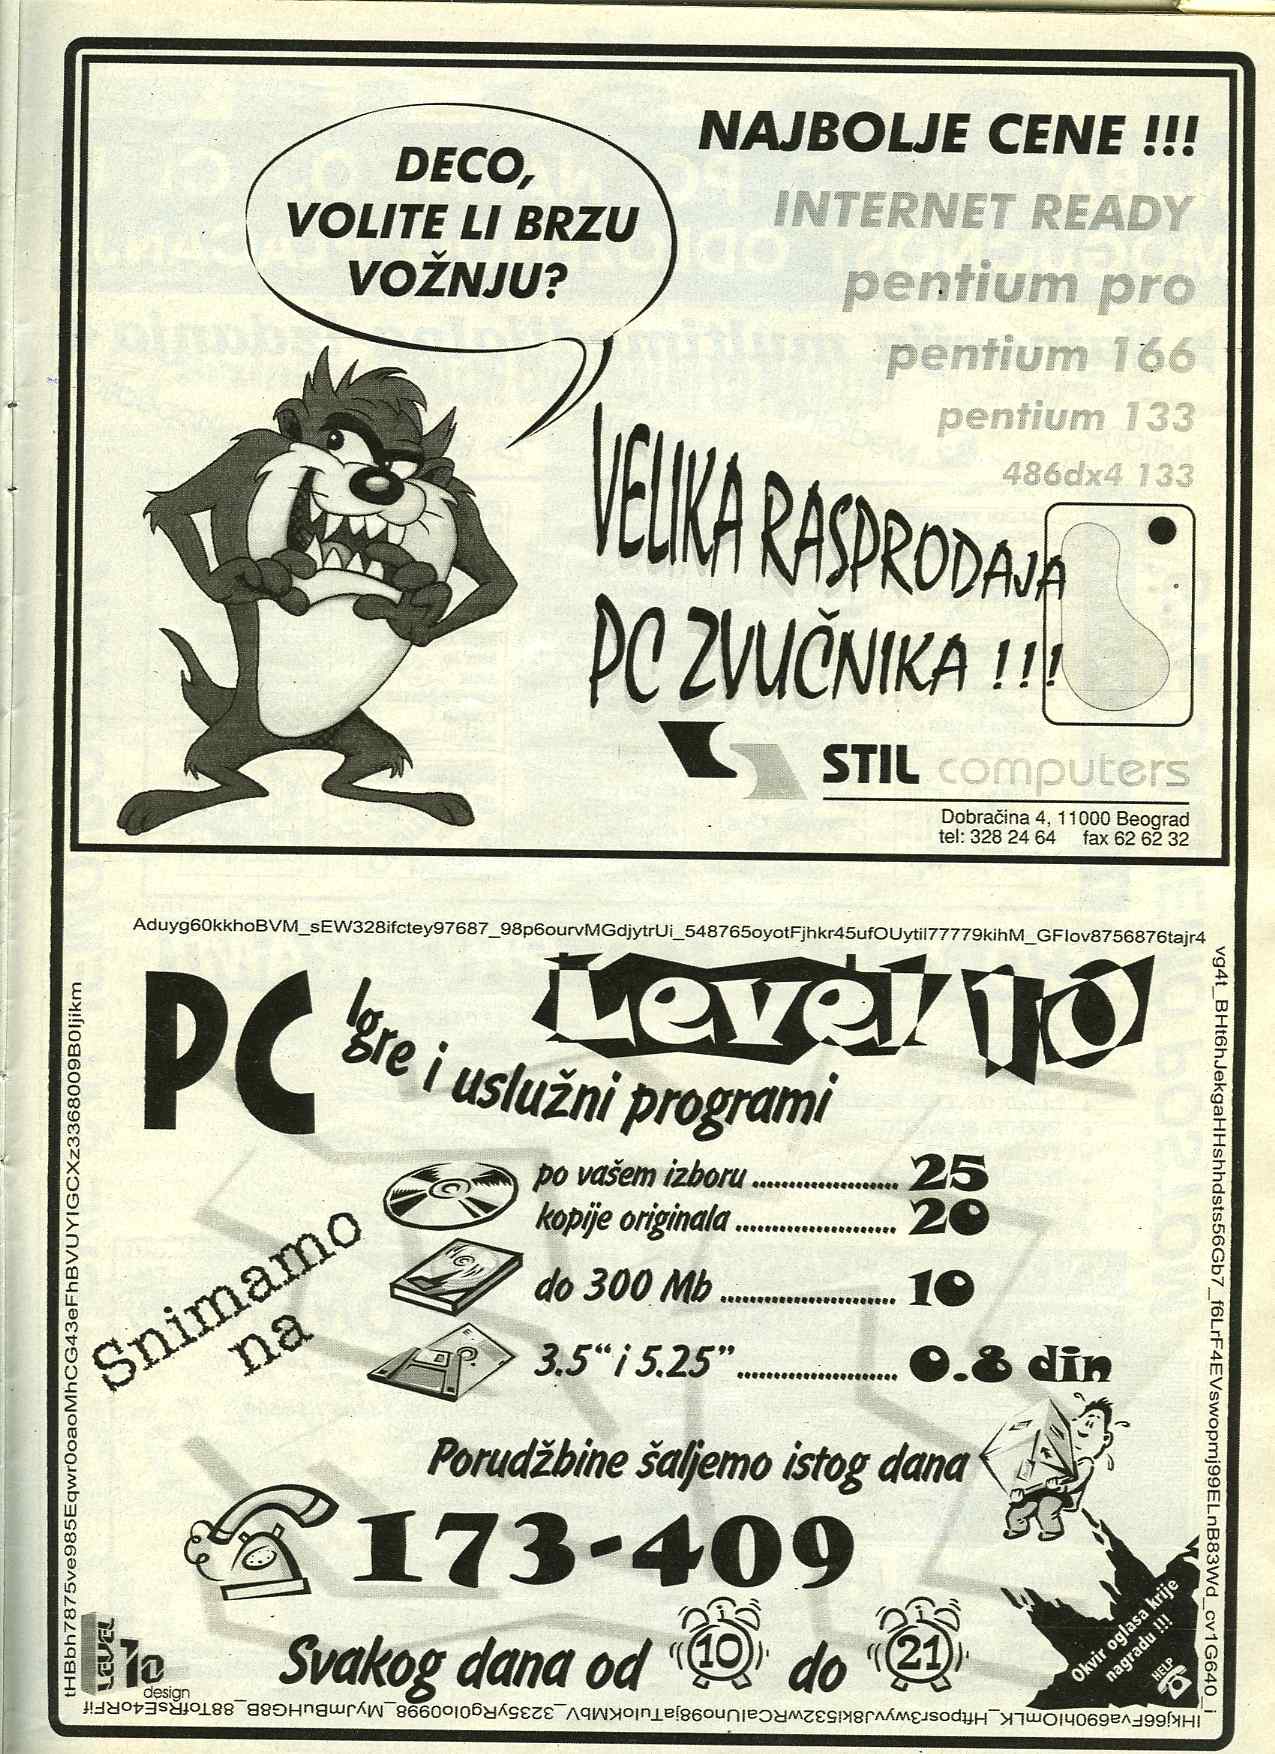 DECO,
VOLITE LI BRZU
VOŽNJU?
NAJBOLJE CENE !!!
INTERNET READY
pentium pro
pentium 166
pentium 133
486dx4 133
VELIKA RASPRODAJA
PC ZVUČNIKA !!!
STIL computers
Dobračina 4, 11000 Beograd
tel: 328 24 64 fax 62 62 32
Aduyg60kkhoBVM_sEW328ifctey97687_98p6ourvMGdjytrUi_548765oyotFjhkr45ufOUytil77779kihM_GFIov8756876tajr4
PC Igre i uslužni programi
Level 10
Snimamo
na
po vašem izboru ..................... 25
kopije originala ....................... 20
do 300 Mb ......................... 10
3.5“ i 5.25” ....................... 0.8 din
Porudžbine šaljemo istog dana
173-409
Svakog dana od 10 do 21
LEVEL 10
design
Okvir oglasa krije
nagradu !!!
HELP